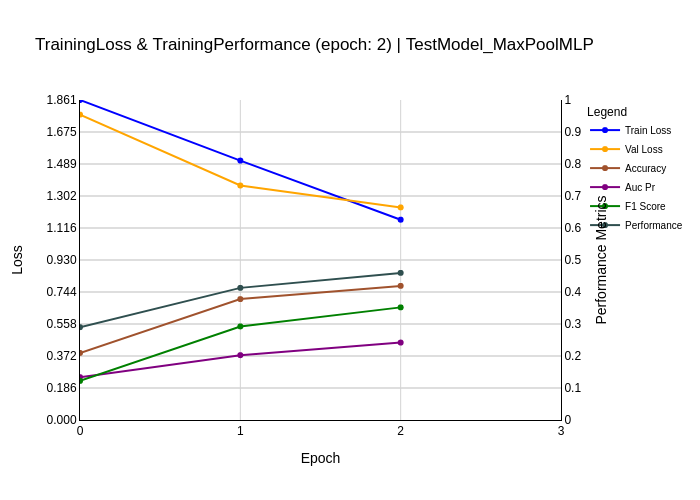 TrainingLoss & TrainingPerformance (epoch: 2) | TestModel_MaxPoolMLP
Legend
Train Loss
Val Loss
Accuracy
Auc Pr
F1 Score
Performance
Loss
1.861
1.675
1.489
1.302
1.116
0.930
0.744
0.558
0.372
0.186
0.000
1
0.9
0.8
0.7
0.6
0.5
0.4
0.3
0.2
0.1
0
Performance Metrics
0
1
2
3
Epoch